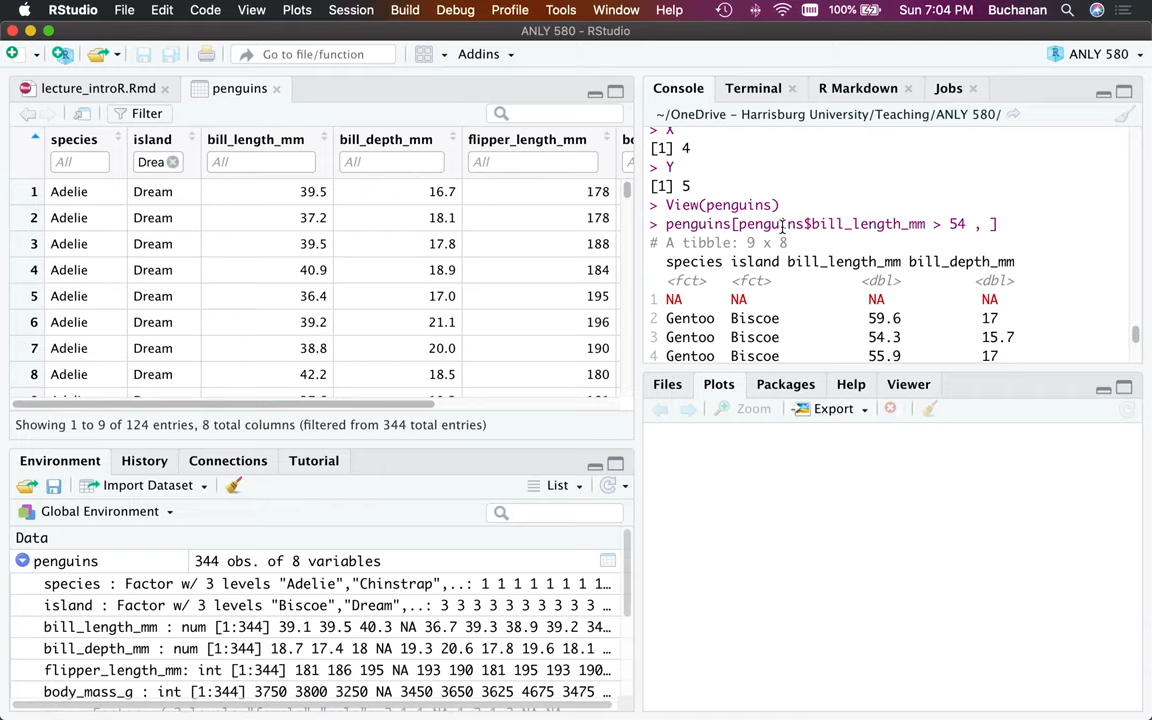 RStudio File Edit Code View Plots Session Build Debug Profile Tools Window Help 100% Sun 7:04 PM Buchanan
ANLY 580 - RStudio
Go to file/function Addins ANLY 580
lecture_introR.Rmd penguins
Filter
species island bill_length_mm bill_depth_mm flipper_length_mm bo
All Drea All All All A
1 Adelie Dream 39.5 16.7 178
2 Adelie Dream 37.2 18.1 178
3 Adelie Dream 39.5 17.8 188
4 Adelie Dream 40.9 18.9 184
5 Adelie Dream 36.4 17.0 195
6 Adelie Dream 39.2 21.1 196
7 Adelie Dream 38.8 20.0 190
8 Adelie Dream 42.2 18.5 180
Showing 1 to 9 of 124 entries, 8 total columns (filtered from 344 total entries)
Environment History Connections Tutorial
Import Dataset List
Global Environment
Data
penguins 344 obs. of 8 variables
species : Factor w/ 3 levels "Adelie","Chinstrap",..: 1 1 1 1 1 1 1 1...
island : Factor w/ 3 levels "Biscoe","Dream",..: 3 3 3 3 3 3 3 3 3 ...
bill_length_mm : num [1:344] 39.1 39.5 40.3 NA 36.7 39.3 38.9 39.2 34...
bill_depth_mm : num [1:344] 18.7 17.4 18 NA 19.3 20.6 17.8 19.6 18.1 ...
flipper_length_mm: int [1:344] 181 186 195 NA 193 190 181 195 193 190...
body_mass_g : int [1:344] 3750 3800 3250 NA 3450 3650 3625 4675 3475 ...
Console Terminal R Markdown Jobs
~/OneDrive - Harrisburg University/Teaching/ANLY 580/
> X
[1] 4
> Y
[1] 5
> View(penguins)
> penguins[penguins$bill_length_mm > 54 , ]
# A tibble: 9 x 8
species island bill_length_mm bill_depth_mm
<fct> <fct> <dbl> <dbl>
1 NA NA NA NA
2 Gentoo Biscoe 59.6 17
3 Gentoo Biscoe 54.3 15.7
4 Gentoo Biscoe 55.9 17
Files Plots Packages Help Viewer
Zoom Export